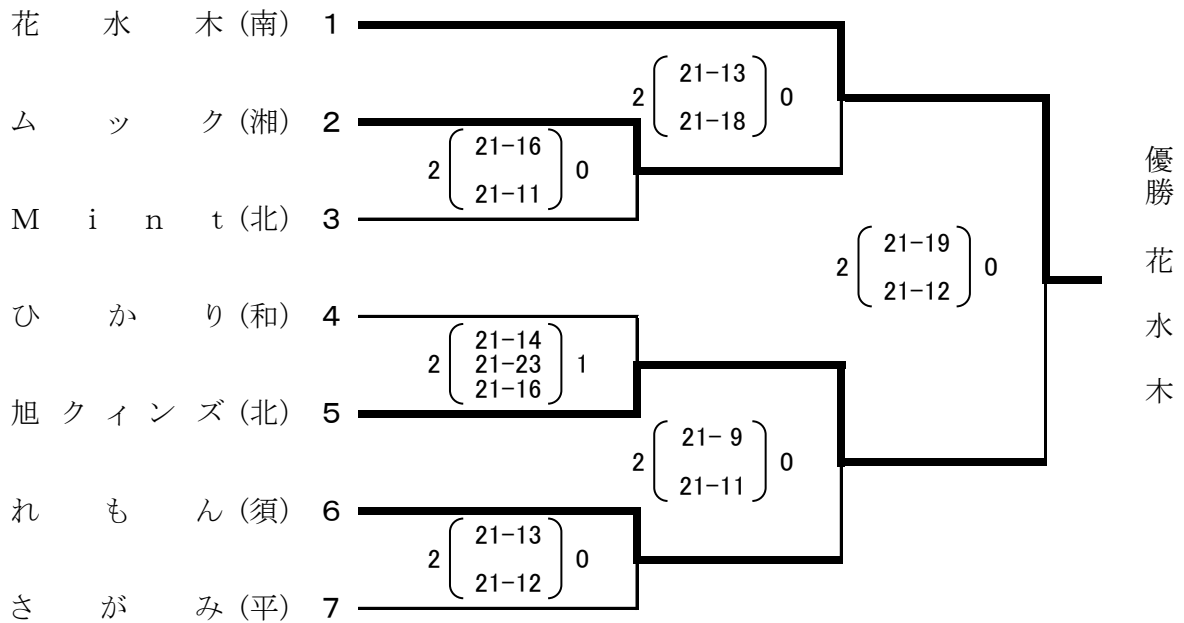 花水木(南) 1
21-13
2 0
21-18
ムック(湘) 2
21-16
2 0
21-11
Mint(北) 3
21-19
2 0
21-12
優勝 花水木
ひかり(和) 4
21-14
2 21-23 1
21-16
旭クィンズ(北) 5
21- 9
2 0
21-11
れもん(須) 6
21-13
2 0
21-12
さがみ(平) 7